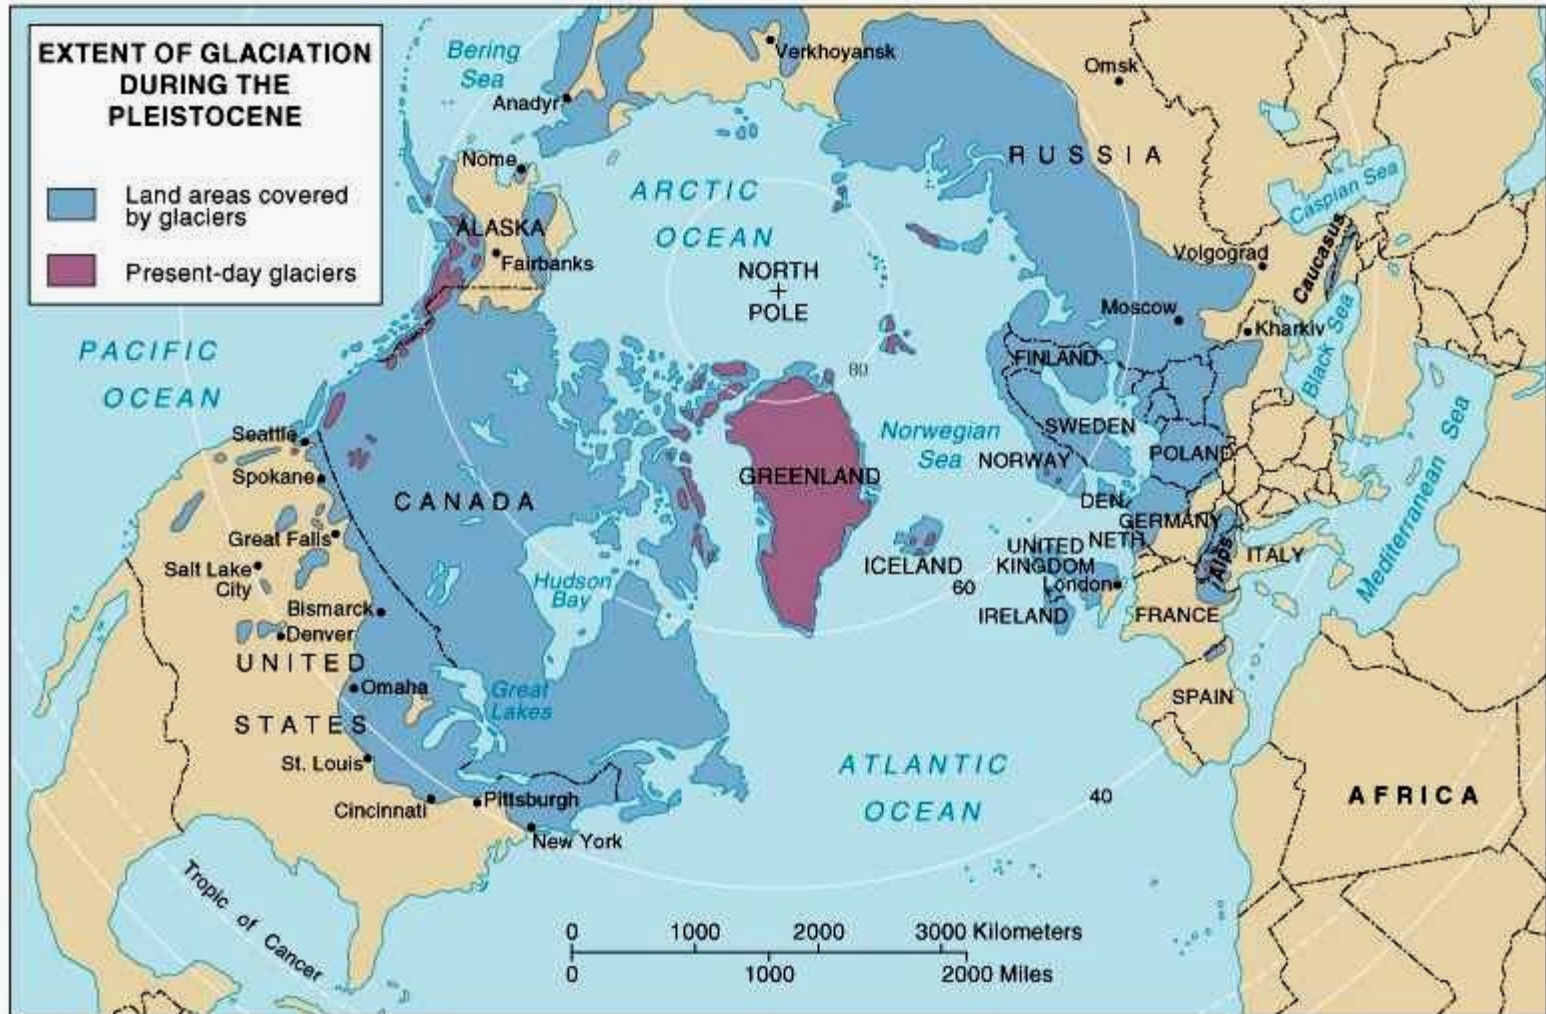 EXTENT OF GLACIATION
DURING THE
PLEISTOCENE
Land areas covered
by glaciers
Present-day glaciers
Bering
Sea
Verkhoyansk
Omsk
Anadyr
Nome
RUSSIA
ARCTIC
OCEAN
Caspian Sea
ALASKA
Fairbanks
NORTH
+
POLE
Volgograd
Caucasus
Moscow
Kharkiv
Black Sea
PACIFIC
OCEAN
FINLAND
80
Seattle
Spokane
Norwegian
Sea
SWEDEN
NORWAY
POLAND
Mediterranean Sea
CANADA
GREENLAND
DEN.
GERMANY
Great Falls
Salt Lake
City
ICELAND
UNITED
KINGDOM
NETH.
London
Alps
ITALY
60
Hudson
Bay
Bismarck
Denver
IRELAND
FRANCE
UNITED
STATES
Omaha
Great
Lakes
SPAIN
St. Louis
Cincinnati
Pittsburgh
New York
ATLANTIC
OCEAN
40
AFRICA
Tropic of Cancer
0 1000 2000 3000 Kilometers
0 1000 2000 Miles